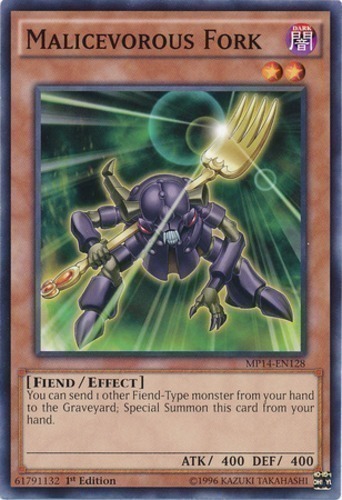 MALICEVOROUS FORK
DARK
闇
MP14-EN128
[FIEND / EFFECT]
You can send 1 other Fiend-Type monster from your hand
to the Graveyard; Special Summon this card from your
hand.
ATK/ 400 DEF/ 400
61791132 1st Edition ©1996 KAZUKI TAKAHASHI